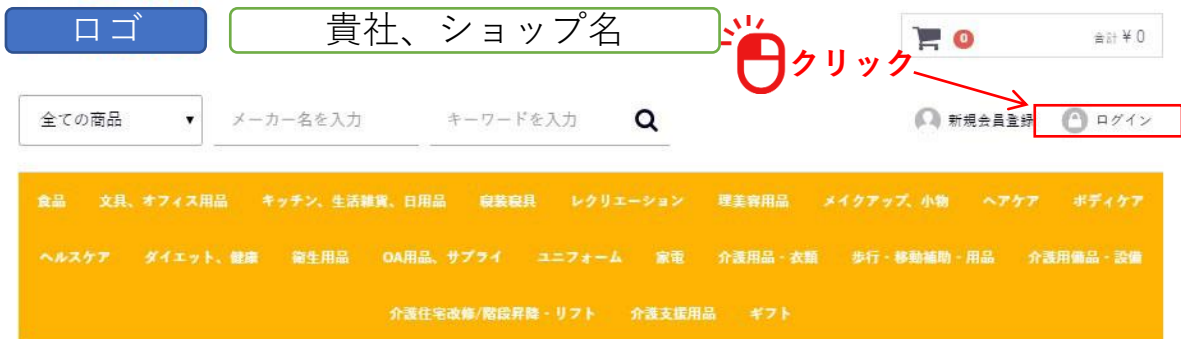 ロゴ 貴社、ショップ名 0 合計 ¥ 0
クリック
全ての商品 ▼ メーカー名を入力 キーワードを入力 新規会員登録 ログイン
食品 文具、オフィス用品 キッチン、生活雑貨、日用品 寝装寝具 レクリエーション 理美容用品 メイクアップ、小物 ヘアケア ボディケア
ヘルスケア ダイエット、健康 衛生用品 OA用品、サプライ ユニフォーム 家電 介護用品・衣類 歩行・移動補助・用品 介護用備品・設備
介護住宅改修/階段昇降・リフト 介護支援用品 ギフト